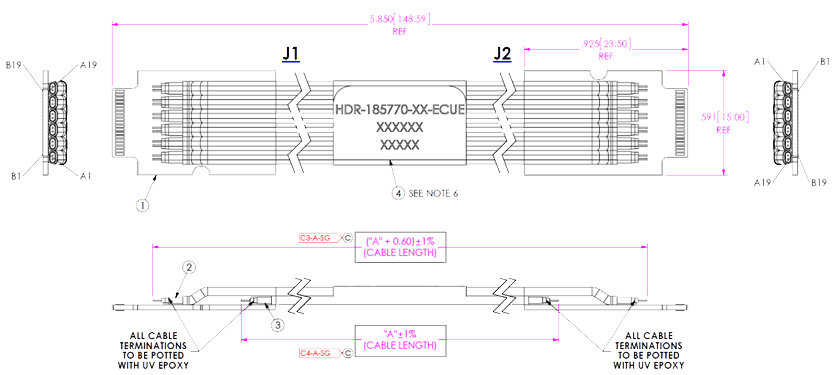 5.850[148.59]
REF
J1
J2
.925[23.50]
REF
B19
A19
A1
B1
HDR-185770-XX-ECUE
XXXXXX
XXXXX
.591[15.00]
REF
B1
A1
A19
B19
1
4 SEE NOTE 6
C3-A-SG C
("A" + 0.60)±1%
(CABLE LENGTH)
2
3
ALL CABLE
TERMINATIONS
TO BE POTTED
WITH UV EPOXY
"A"±1%
(CABLE LENGTH)
C4-A-SG C
ALL CABLE
TERMINATIONS
TO BE POTTED
WITH UV EPOXY